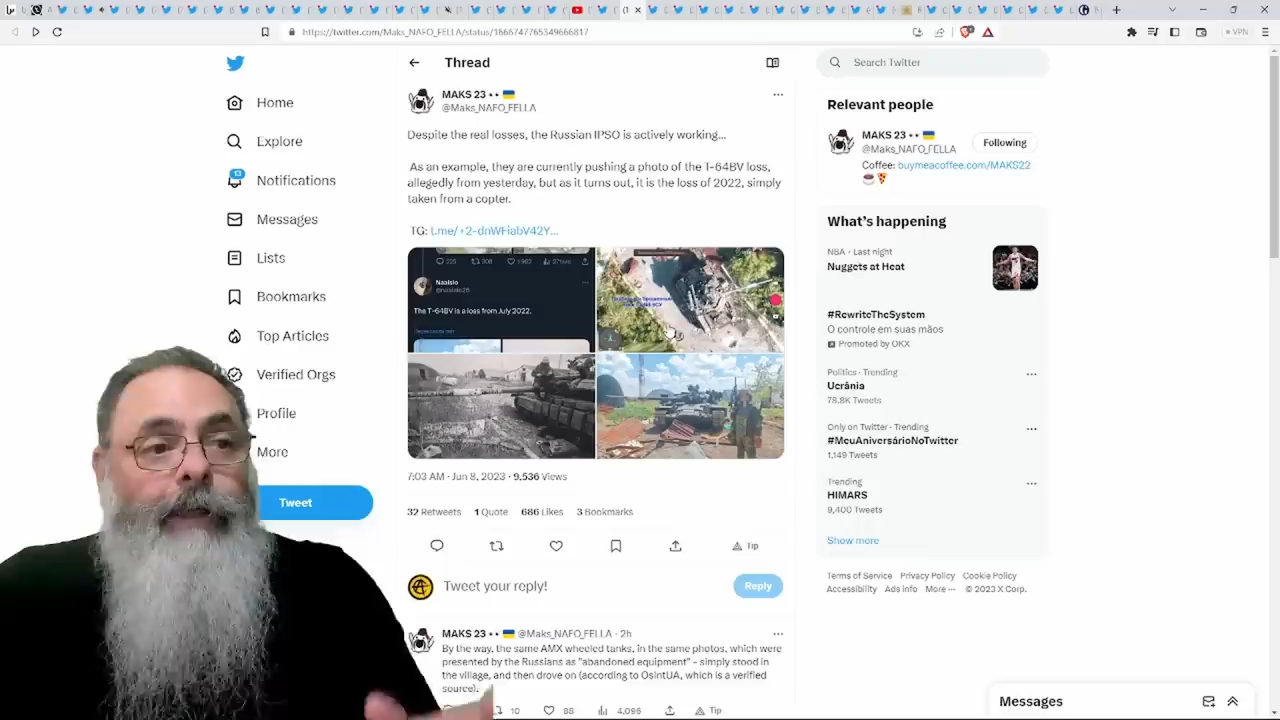 https://twitter.com/Maks_NAFO_FELLA/status/1666747765349666817
VPN
Home
Explore
13
Notifications
Messages
Lists
Bookmarks
Top Articles
Verified Orgs
Profile
More
Tweet
Thread
MAKS 23
@Maks_NAFO_FELLA
Despite the real losses, the Russian IPSO is actively working...
As an example, they are currently pushing a photo of the T-64BV loss,
allegedly from yesterday, but as it turns out, it is the loss of 2022, simply
taken from a copter.
TG: t.me/+2-dnWFiabV42Y...
Naalsio
The T-64BV is a loss from July 2022.
7:03 AM · Jun 8, 2023 · 9,536 Views
32 Retweets 1 Quote 686 Likes 3 Bookmarks
Tip
Tweet your reply!
Reply
MAKS 23 @Maks_NAFO_FELLA · 2h
By the way, the same AMX wheeled tanks, in the same photos, which were
presented by the Russians as "abandoned equipment" - simply stood in
the village, and then drove on (according to OsintUA, which is a verified
source).
10 88 4,096 Tip
Search Twitter
Relevant people
MAKS 23
@Maks_NAFO_FELLA
Following
Coffee: buymeacoffee.com/MAKS22
What's happening
NBA · Last night
Nuggets at Heat
#RewriteTheSystem
O controle em suas mãos
Promoted by OKX
Politics · Trending
Ucrânia
78.8K Tweets
Only on Twitter · Trending
#MeuAniversárioNoTwitter
1,149 Tweets
Trending
HIMARS
9,400 Tweets
Show more
Terms of Service Privacy Policy Cookie Policy
Accessibility Ads info More ··· © 2023 X Corp.
Messages